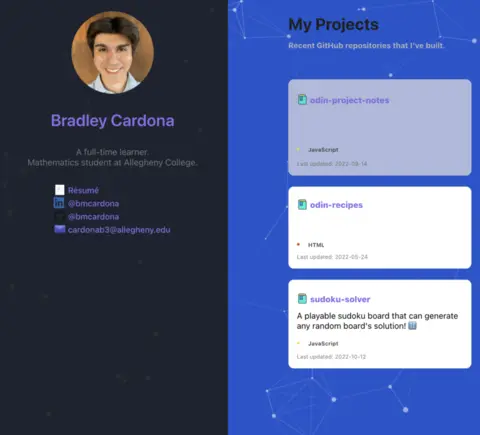 Bradley Cardona
A full-time learner.
Mathematics student at Allegheny College.
Résumé
@bmcardona
@bmcardona
cardonab3@allegheny.edu
My Projects
Recent GitHub repositories that I've built.
odin-project-notes
JavaScript
Last updated: 2022-09-14
odin-recipes
HTML
Last updated: 2022-05-24
sudoku-solver
A playable sudoku board that can generate
any random board's solution!
JavaScript
Last updated: 2022-10-12